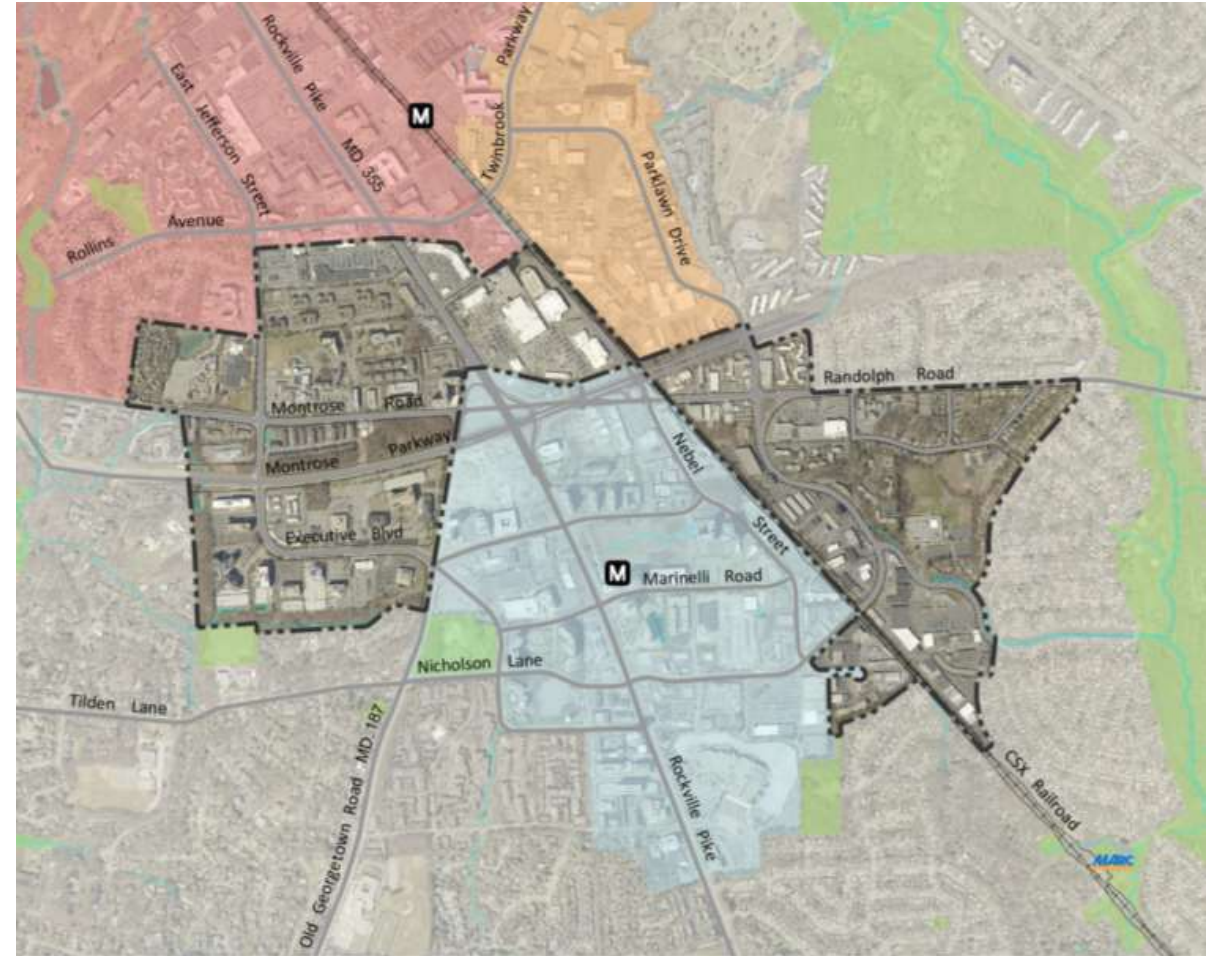 Rockville Pike MD 355
East Jefferson Street
Twinbrook Parkway
M
Parklawn Drive
Rollins Avenue
Randolph Road
Montrose Road
Montrose Parkway
Nebel Street
Executive Blvd
M
Marinelli Road
Nicholson Lane
Tilden Lane
Old Georgetown Road MD 187
Rockville Pike
CSX Railroad
MARC